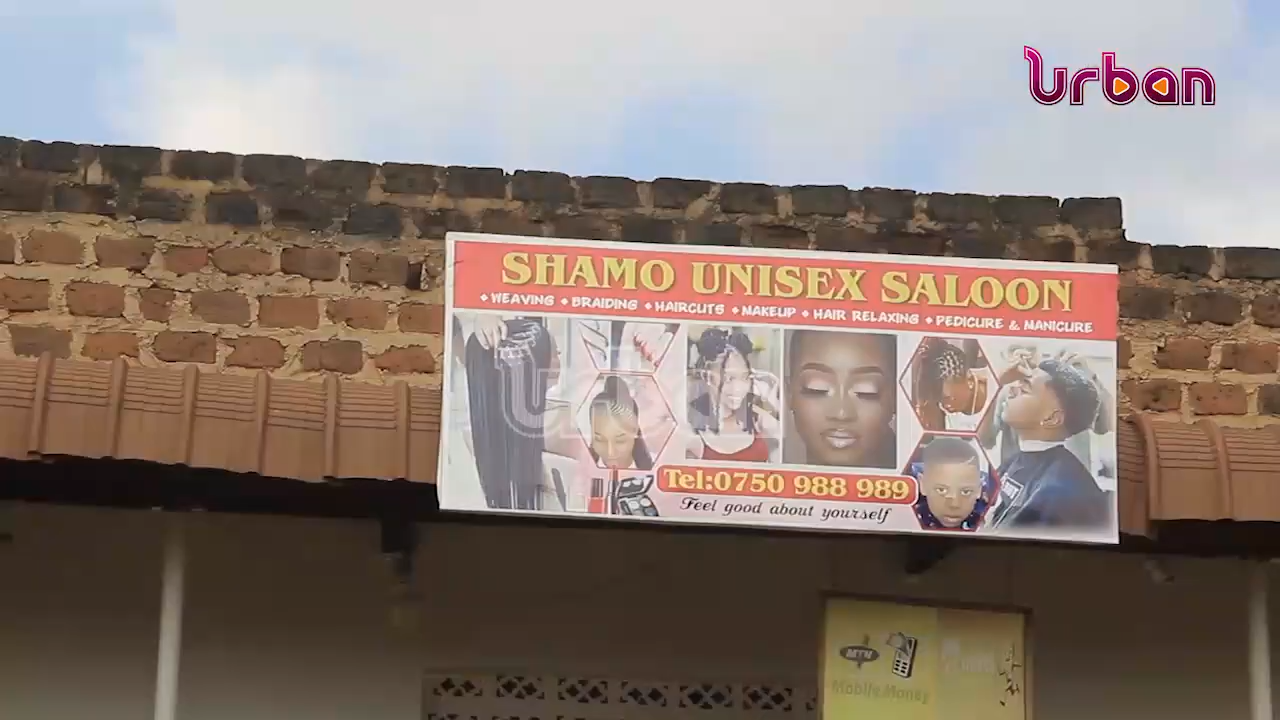 urban
SHAMO UNISEX SALOON
❖ WEAVING ❖ BRAIDING ❖ HAIRCUTS ❖ MAKEUP ❖ HAIR RELAXING ❖ PEDICURE & MANICURE
Tel:0750 988 989
Feel good about yourself
MTN
Mobile Money